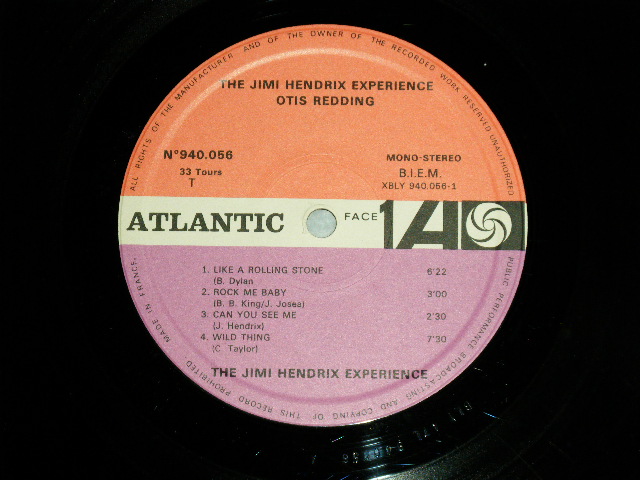 ALL RIGHTS OF THE MANUFACTURER AND OF THE OWNER OF THE RECORDED WORK RESERVED UNAUTHORIZED
PUBLIC PERFORMANCE BROADCASTING AND COPYING OF THIS RECORD PROHIBITED
MADE IN FRANCE.
THE JIMI HENDRIX EXPERIENCE
OTIS REDDING
N°940.056
33 Tours
T
MONO-STEREO
B.I.E.M.
XBLY 940.056-1
ATLANTIC FACE 1 A
1. LIKE A ROLLING STONE 6'22
(B. Dylan
2. ROCK ME BABY 3'00
(B. B. King/J. Josea)
3. CAN YOU SEE ME 2'30
(J. Hendrix)
4. WILD THING 7'30
(C. Taylor)
THE JIMI HENDRIX EXPERIENCE